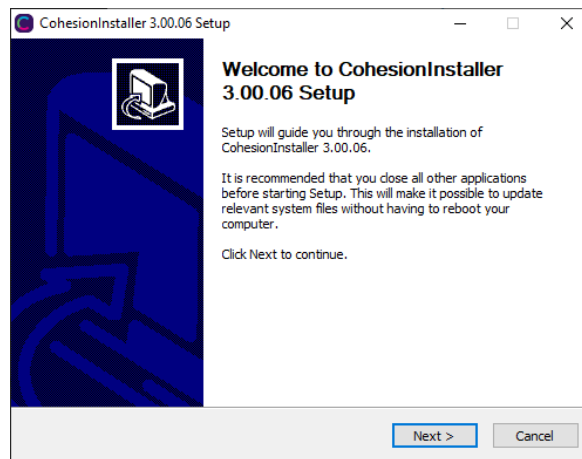 CohesionInstaller 3.00.06 Setup
Welcome to CohesionInstaller
3.00.06 Setup
Setup will guide you through the installation of
CohesionInstaller 3.00.06.
It is recommended that you close all other applications
before starting Setup. This will make it possible to update
relevant system files without having to reboot your
computer.
Click Next to continue.
Next >
Cancel